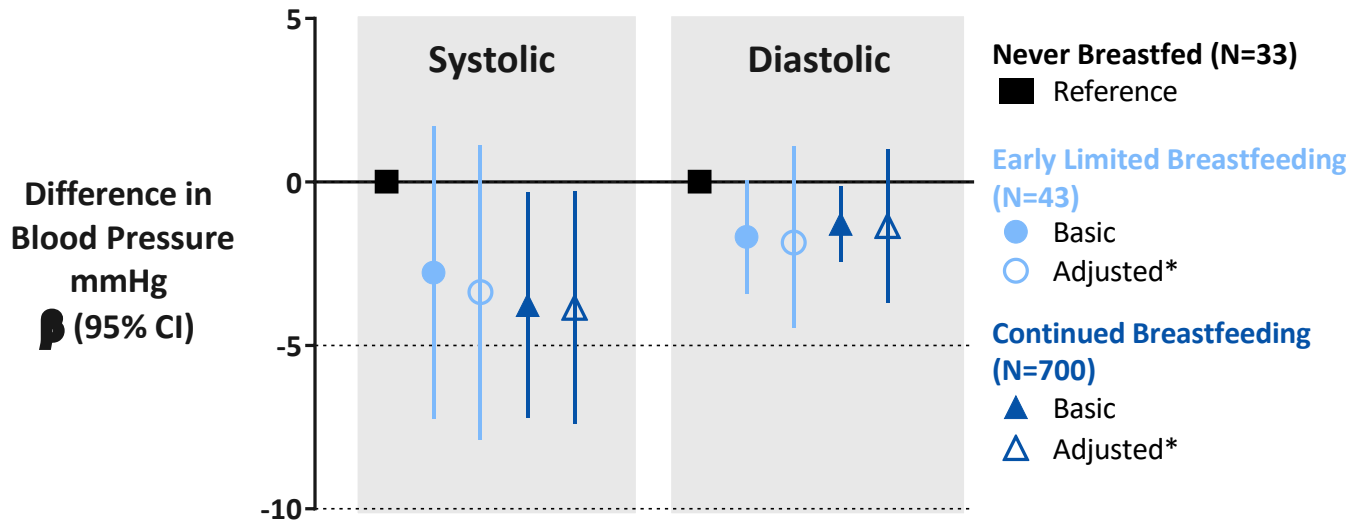 5
0
-5
-10
Difference in
Blood Pressure
mmHg
β (95% CI)
Systolic
Diastolic
Never Breastfed (N=33)
Reference
Early Limited Breastfeeding
(N=43)
Basic
Adjusted*
Continued Breastfeeding
(N=700)
Basic
Adjusted*